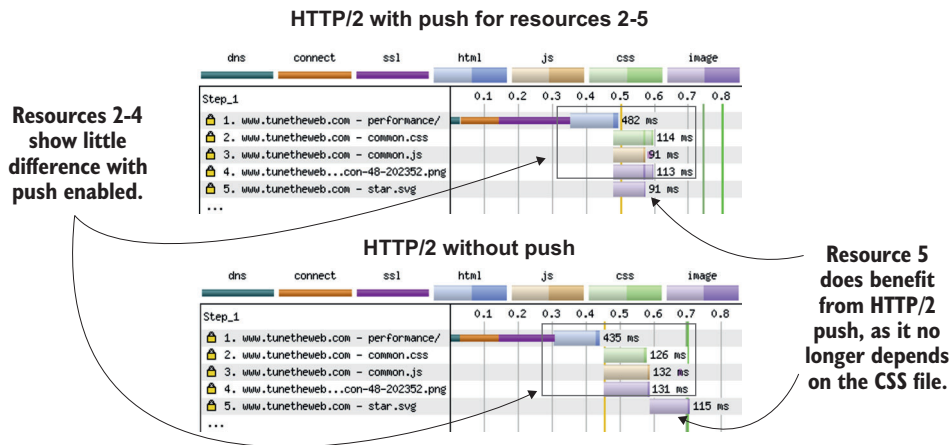 HTTP/2 with push for resources 2-5
dns connect ssl html js css image
Step_1 0.1 0.2 0.3 0.4 0.5 0.6 0.7 0.8
1. www.tunetheweb.com - performance/ 482 ms
2. www.tunetheweb.com - common.css 114 ms
3. www.tunetheweb.com - common.js 91 ms
4. www.tunetheweb...con-48-202352.png 113 ms
5. www.tunetheweb.com - star.svg 91 ms
...
Resources 2-4
show little
difference with
push enabled.
HTTP/2 without push
dns connect ssl html js css image
Step_1 0.1 0.2 0.3 0.4 0.5 0.6 0.7 0.8
1. www.tunetheweb.com - performance/ 435 ms
2. www.tunetheweb.com - common.css 126 ms
3. www.tunetheweb.com - common.js 132 ms
4. www.tunetheweb...con-48-202352.png 131 ms
5. www.tunetheweb.com - star.svg 115 ms
...
Resource 5
does benefit
from HTTP/2
push, as it no
longer depends
on the CSS file.